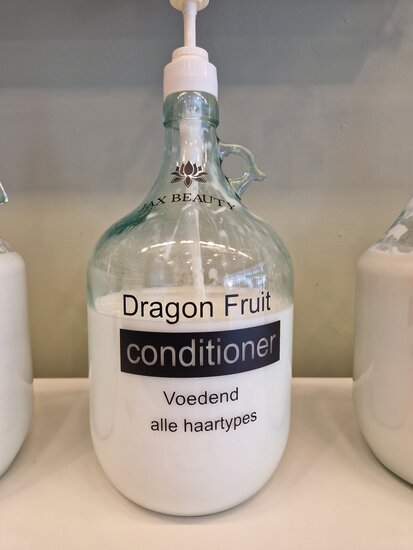 BEAUTY
Dragon Fruit
conditioner
Voedend
alle haartypes